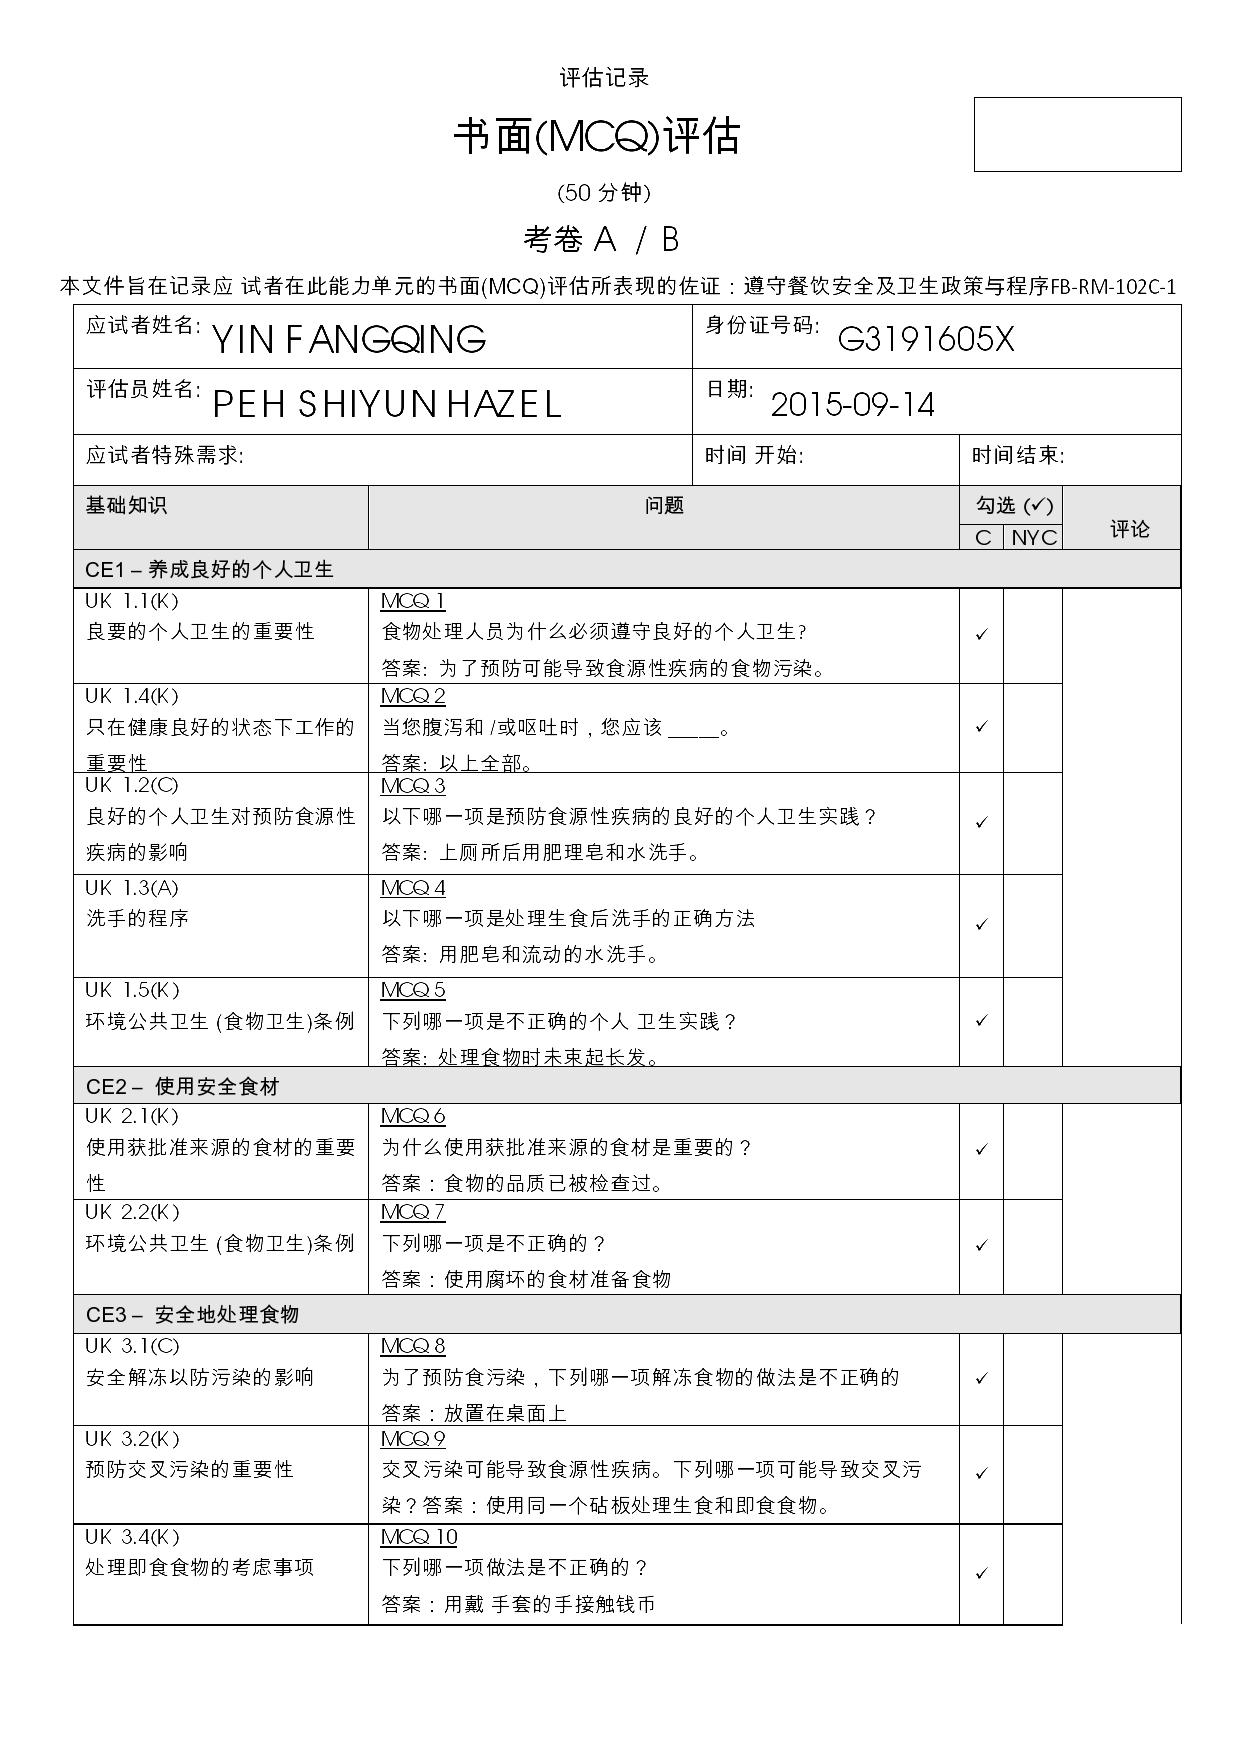 评估记录
书面(MCQ)评估
(50 分钟)
考卷 A / B
本文件旨在记录应 试者在此能力单元的书面(MCQ)评估所表现的佐证：遵守餐饮安全及卫生政策与程序FB-RM-102C-1
应试者姓名: YIN FANGQING 身份证号码: G3191605X
评估员姓名: PEH SHIYUN HAZEL 日期: 2015-09-14
应试者特殊需求: 时间 开始: 时间结束:
基础知识 问题 勾选 (✓) 评论
C NYC
CE1 – 养成良好的个人卫生
UK 1.1(K) MCQ 1
良要的个人卫生的重要性 食物处理人员为什么必须遵守良好的个人卫生? ✓
答案: 为了预防可能导致食源性疾病的食物污染。
UK 1.4(K) MCQ 2
只在健康良好的状态下工作的 当您腹泻和 /或呕吐时，您应该 _____。 ✓
重要性 答案: 以上全部。
UK 1.2(C) MCQ 3
良好的个人卫生对预防食源性 以下哪一项是预防食源性疾病的良好的个人卫生实践？ ✓
疾病的影响 答案: 上厕所后用肥理皂和水洗手。
UK 1.3(A) MCQ 4
洗手的程序 以下哪一项是处理生食后洗手的正确方法 ✓
答案: 用肥皂和流动的水洗手。
UK 1.5(K) MCQ 5
环境公共卫生 (食物卫生)条例 下列哪一项是不正确的个人 卫生实践？ ✓
答案: 处理食物时未束起长发。
CE2 – 使用安全食材
UK 2.1(K) MCQ 6
使用获批准来源的食材的重要 为什么使用获批准来源的食材是重要的？ ✓
性 答案：食物的品质已被检查过。
UK 2.2(K) MCQ 7
环境公共卫生 (食物卫生)条例 下列哪一项是不正确的？ ✓
答案：使用腐坏的食材准备食物
CE3 – 安全地处理食物
UK 3.1(C) MCQ 8
安全解冻以防污染的影响 为了预防食污染，下列哪一项解冻食物的做法是不正确的 ✓
答案：放置在桌面上
UK 3.2(K) MCQ 9
预防交叉污染的重要性 交叉污染可能导致食源性疾病。下列哪一项可能导致交叉污 ✓
染？答案：使用同一个砧板处理生食和即食食物。
UK 3.4(K) MCQ 10
处理即食食物的考虑事项 下列哪一项做法是不正确的？ ✓
答案：用戴 手套的手接触钱币